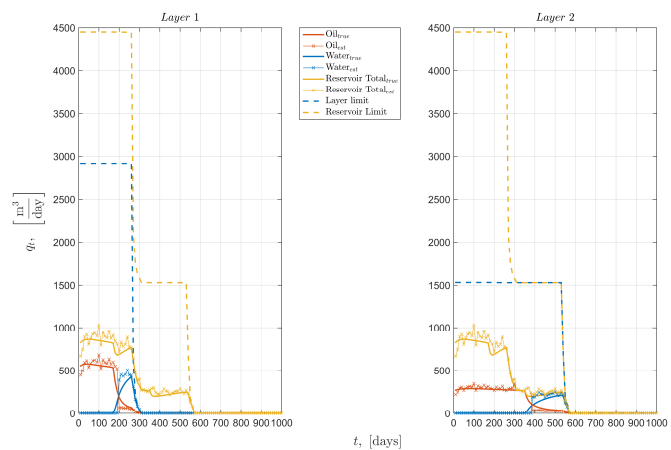 Layer 1
Layer 2
4500
4000
3500
3000
2500
2000
1500
1000
500
0
0 100 200 300 400 500 600 700 800 900 1000
Oil_true
Oil_est
Water_true
Water_est
Reservoir Total_true
Reservoir Total_est
Layer limit
Reservoir Limit
4500
4000
3500
3000
2500
2000
1500
1000
500
0
0 100 200 300 400 500 600 700 800 900 1000
q_t, [m^3/day]
t, [days]